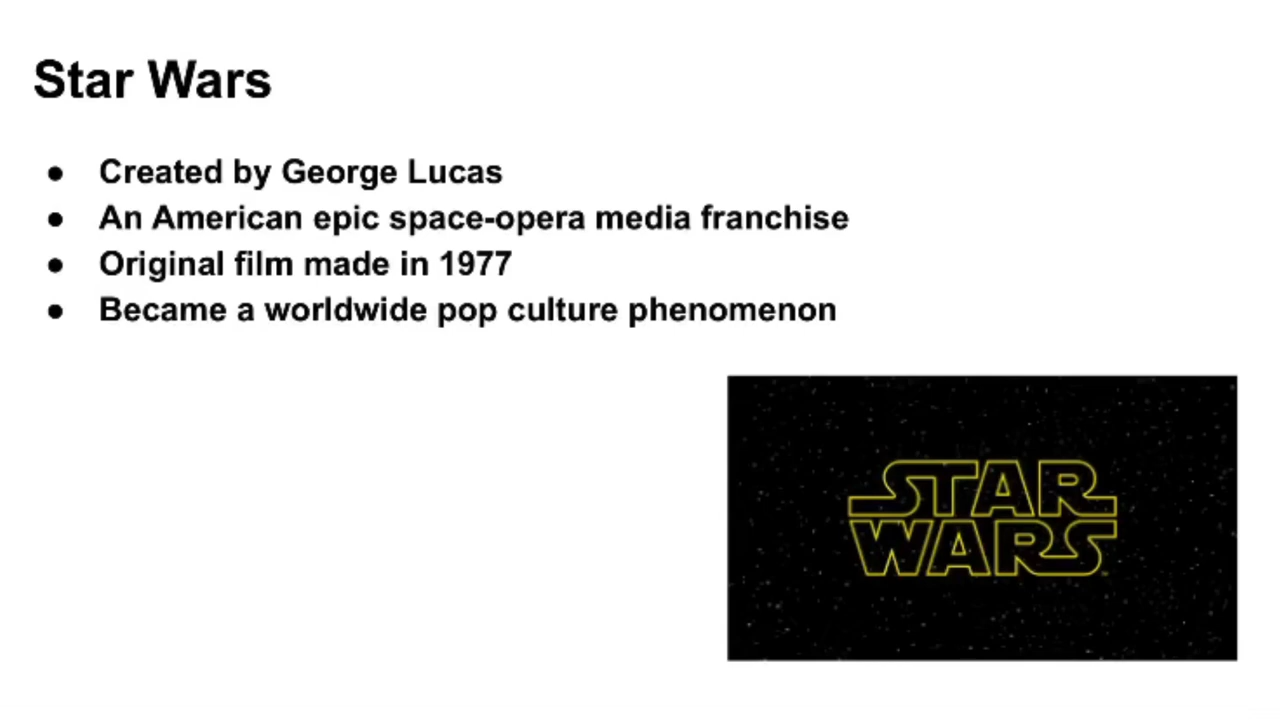 Star Wars
● Created by George Lucas
● An American epic space-opera media franchise
● Original film made in 1977
● Became a worldwide pop culture phenomenon
STAR
WARS